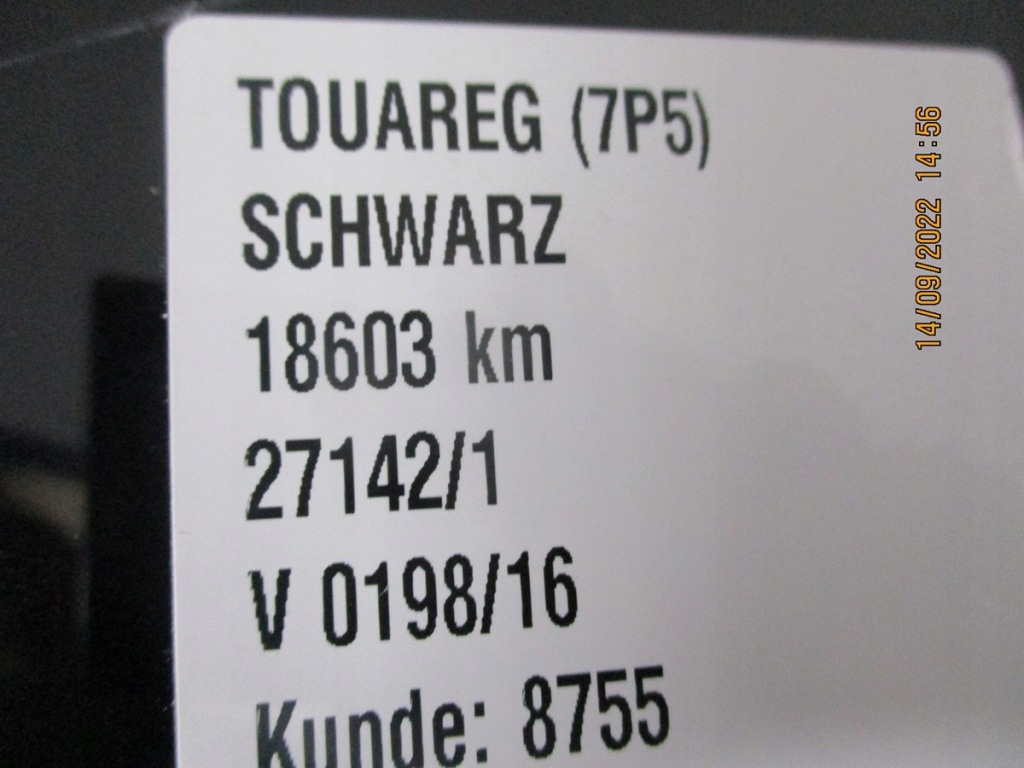 TOUAREG (7P5)
SCHWARZ
18603 km
27142/1
V 0198/16
Kunde: 8755
14/09/2022 14:56